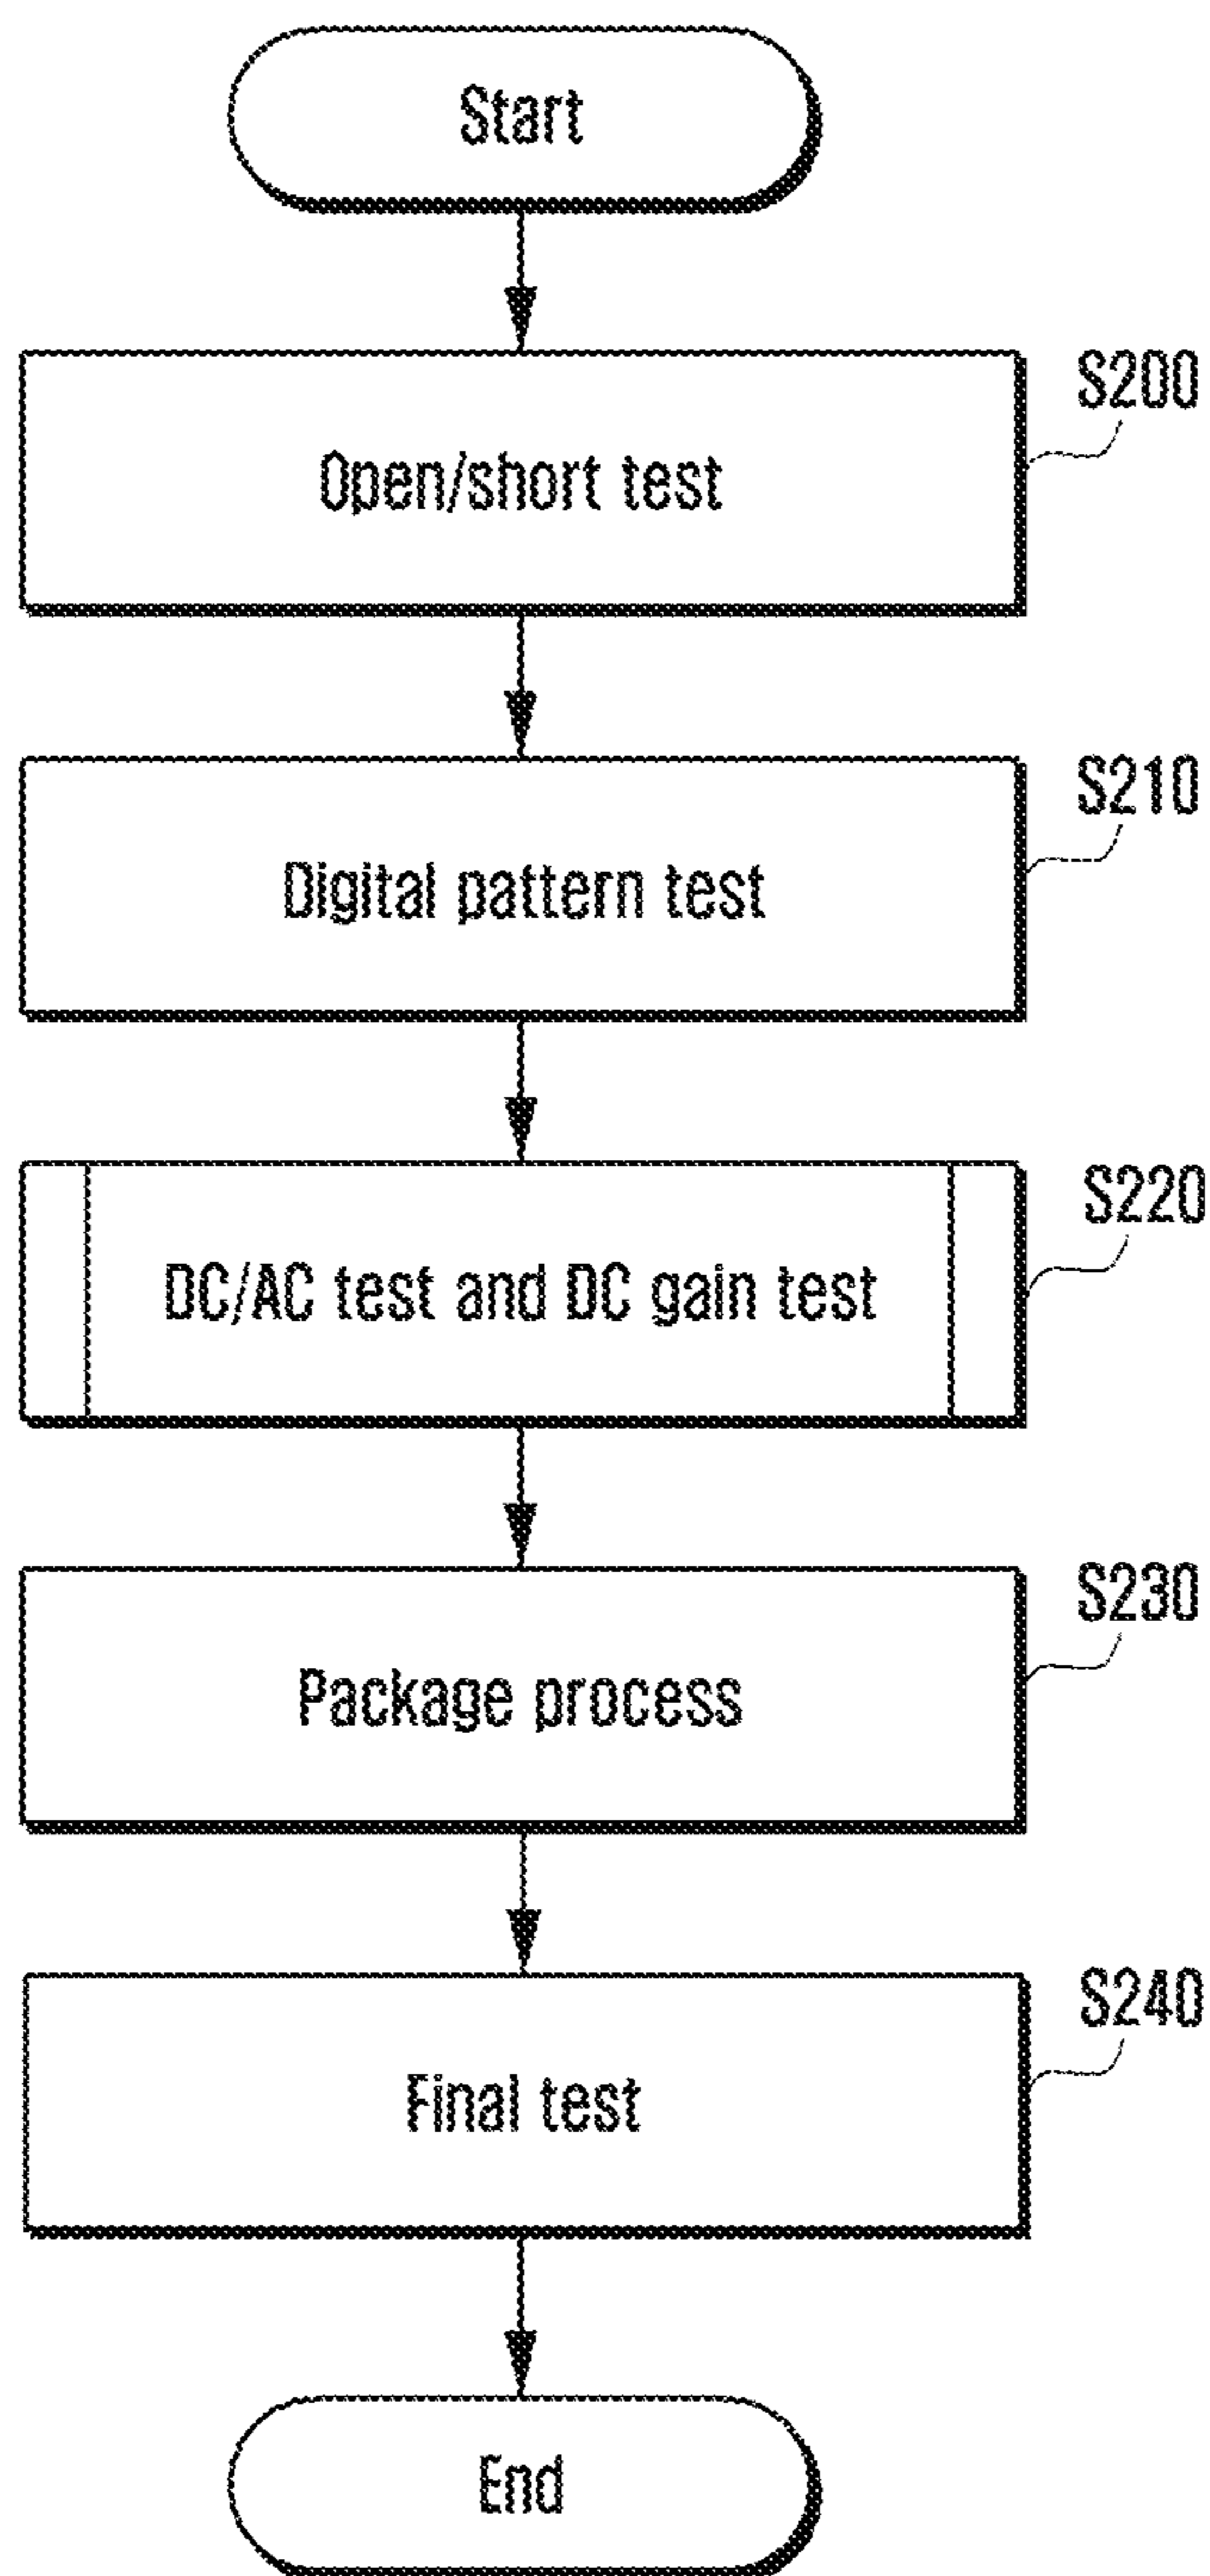 Start
Open/short test
S200
Digital pattern test
S210
DC/AC test and DC gain test
S220
Package process
S230
Final test
S240
End